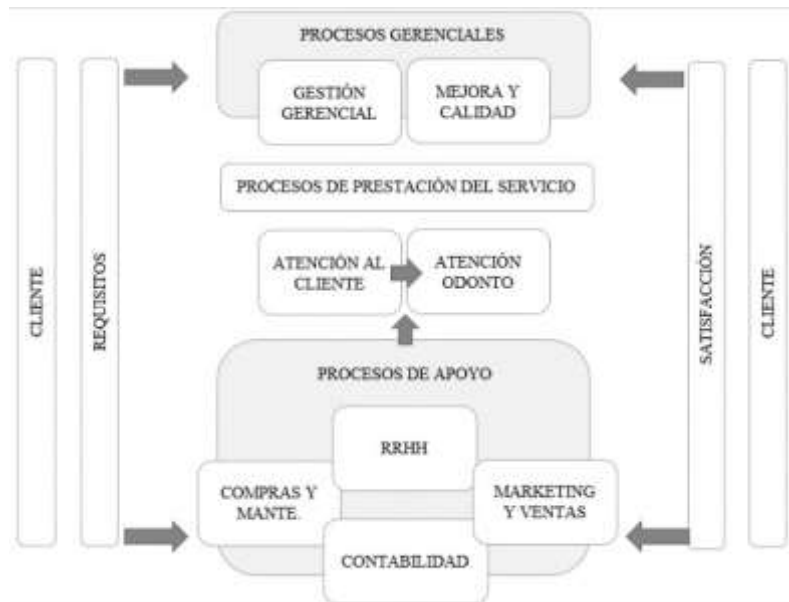 PROCESOS GERENCIALES
GESTIÓN
GERENCIAL
MEJORA Y
CALIDAD
PROCESOS DE PRESTACIÓN DEL SERVICIO
ATENCIÓN AL
CLIENTE
ATENCIÓN
ODONTO
CLIENTE
REQUISITOS
SATISFACCIÓN
CLIENTE
PROCESOS DE APOYO
RRHH
COMPRAS Y
MANTE.
MARKETING
Y VENTAS
CONTABILIDAD